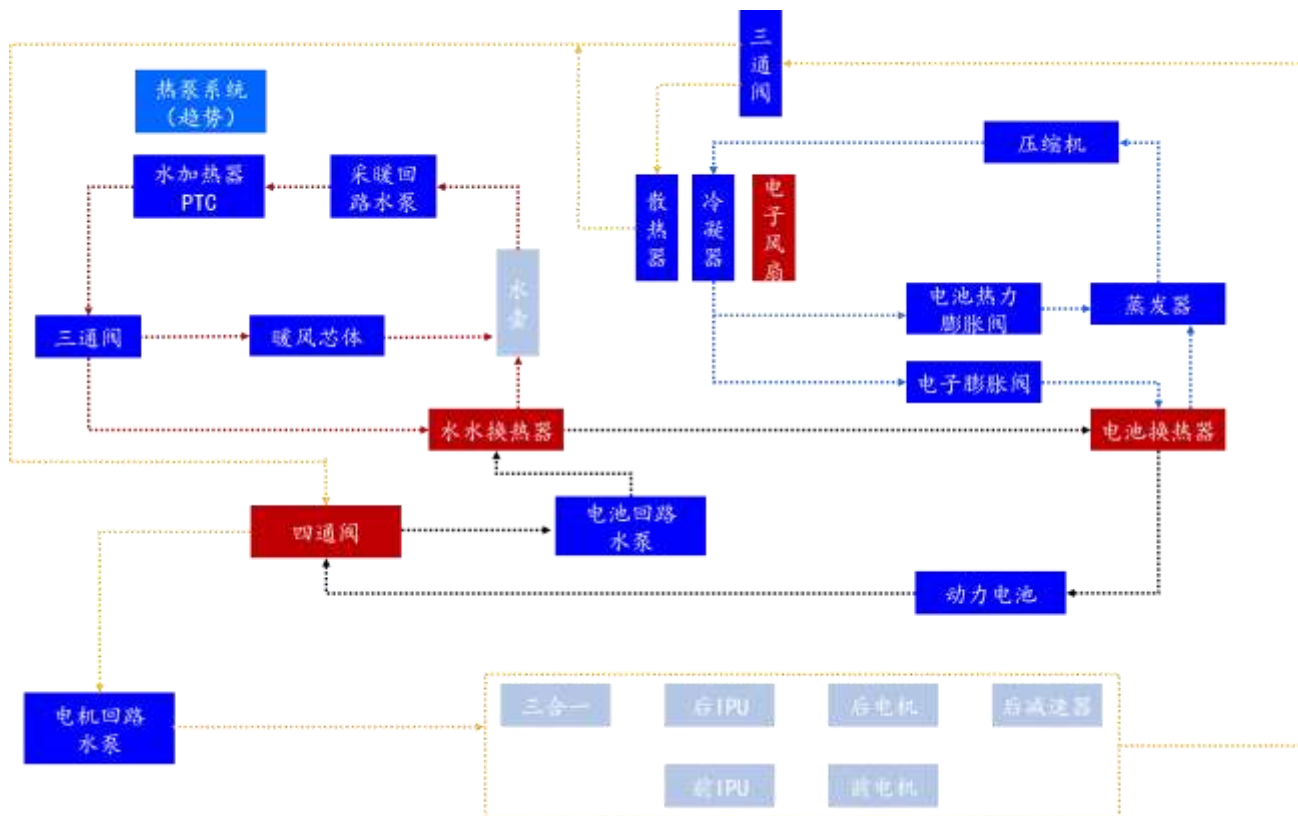 三
通
阀
热泵系统
(趋势)
压缩机
水加热器
PTC
采暖回
路水泵
散
热
器
冷
凝
器
电
子
风
扇
水
壶
电池热力
膨胀阀
蒸发器
三通阀
暖风芯体
电子膨胀阀
水水换热器
电池换热器
四通阀
电池回路
水泵
动力电池
电机回路
水泵
三合一
后IPU
后电机
后减速器
前IPU
前电机